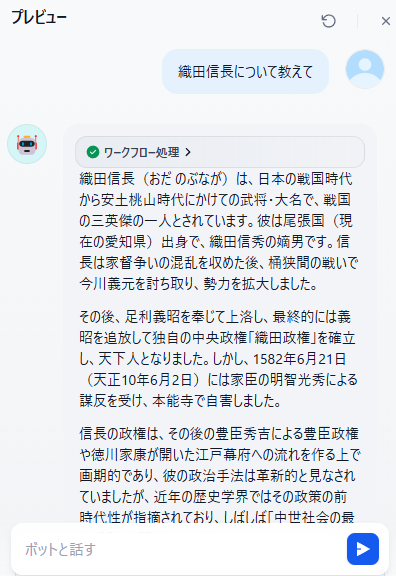 プレビュー
織田信長について教えて
ワークフロー処理
織田信長（おだ のぶなが）は、日本の戦国時代
から安土桃山時代にかけての武将・大名で、戦国
の三英傑の一人とされています。彼は尾張国（現
在の愛知県）出身で、織田信秀の嫡男です。信
長は家督争いの混乱を収めた後、桶狭間の戦いで
今川義元を討ち取り、勢力を拡大しました。
その後、足利義昭を奉じて上洛し、最終的には義
昭を追放して独自の中央政権「織田政権」を確立
し、天下人となりました。しかし、1582年6月21日
（天正10年6月2日）には家臣の明智光秀による
謀反を受け、本能寺で自害しました。
信長の政権は、その後の豊臣秀吉による豊臣政権
や徳川家康が開いた江戸幕府への流れを作る上で
画期的であり、彼の政治手法は革新的と見なされ
ていましたが、近年の歴史学界ではその政策の前
時代性が指摘されており、しばしば「中世社会の最
ボットと話す